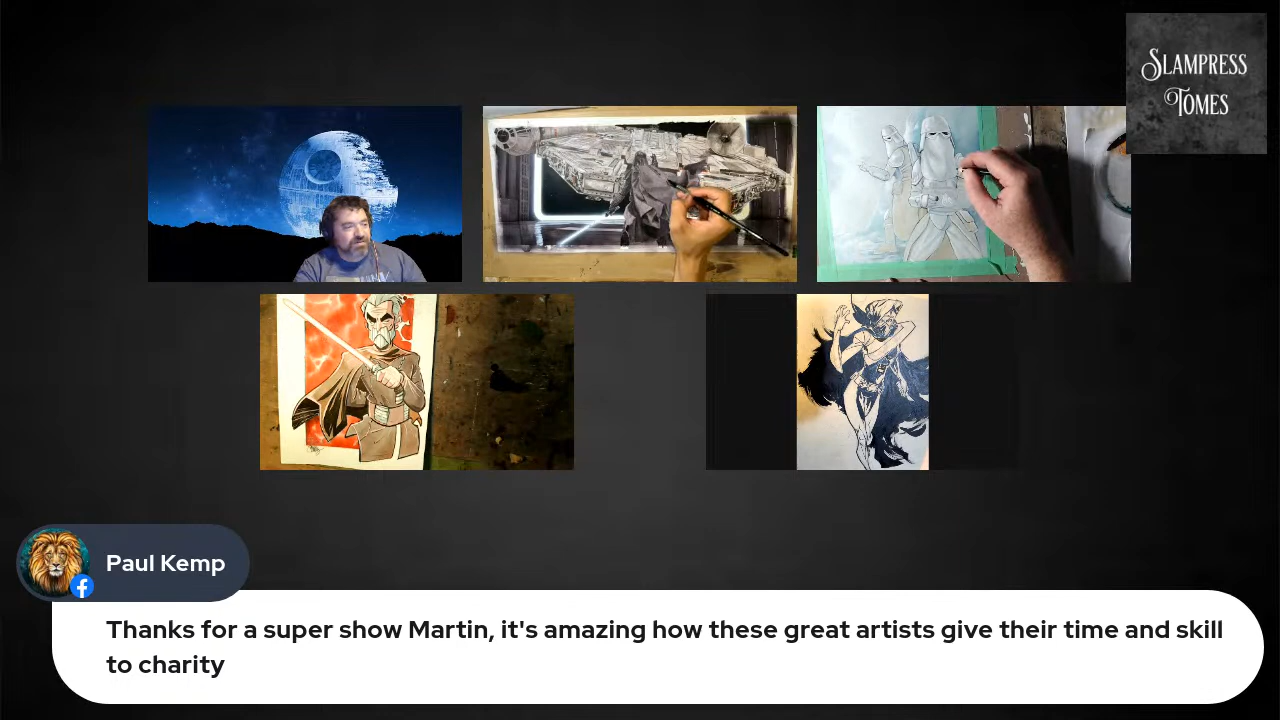 Slampress
Tomes
Paul Kemp
Thanks for a super show Martin, it's amazing how these great artists give their time and skill
to charity